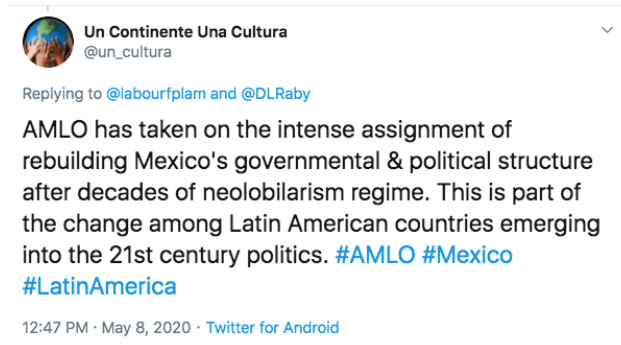 Un Continente Una Cultura
@un_cultura
Replying to @labourfplam and @DLRaby
AMLO has taken on the intense assignment of
rebuilding Mexico's governmental & political structure
after decades of neolobilarism regime. This is part of
the change among Latin American countries emerging
into the 21st century politics. #AMLO #Mexico
#LatinAmerica
12:47 PM · May 8, 2020 · Twitter for Android